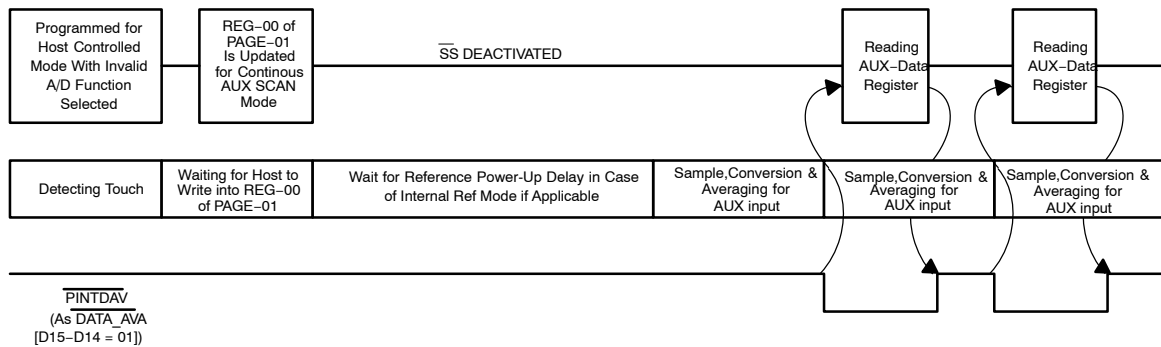 Programmed for
Host Controlled
Mode With Invalid
A/D Function
Selected
REG−00 of
PAGE−01
Is Updated
for Continous
AUX SCAN
Mode
SS DEACTIVATED
Reading
AUX−Data
Register
Reading
AUX−Data
Register
Detecting Touch
Waiting for Host to
Write into REG−00
of PAGE−01
Wait for Reference Power-Up Delay in Case
of Internal Ref Mode if Applicable
Sample,Conversion &
Averaging for
AUX input
Sample,Conversion &
Averaging for
AUX input
Sample,Conversion &
Averaging for
AUX input
PINTDAV
(As DATA_AVA
[D15−D14 = 01])